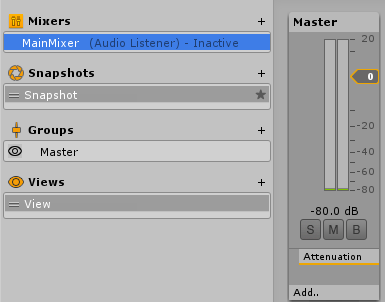 Mixers +
MainMixer (Audio Listener) - Inactive
Snapshots +
Snapshot
Groups +
Master
Views +
View
Master
20
0
-20
-40
-60
-80
-80.0 dB
S M B
Attenuation
Add..